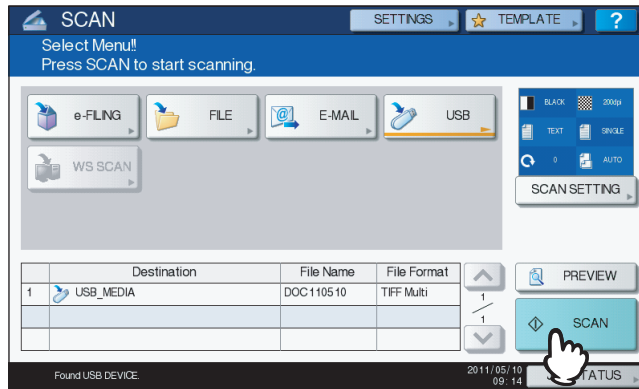 SCAN
SETTINGS
TEMPLATE
?
Select Menu!!
Press SCAN to start scanning.
e-FILING
FILE
E-MAIL
USB
BLACK
200dpi
TEXT
SINGLE
0
AUTO
WS SCAN
SCAN SETTING
Destination File Name File Format
1 USB_MEDIA DOC110510 TIFF Multi
1
1
PREVIEW
SCAN
Found USB DEVICE.
2011/05/10
09:14
TATUS